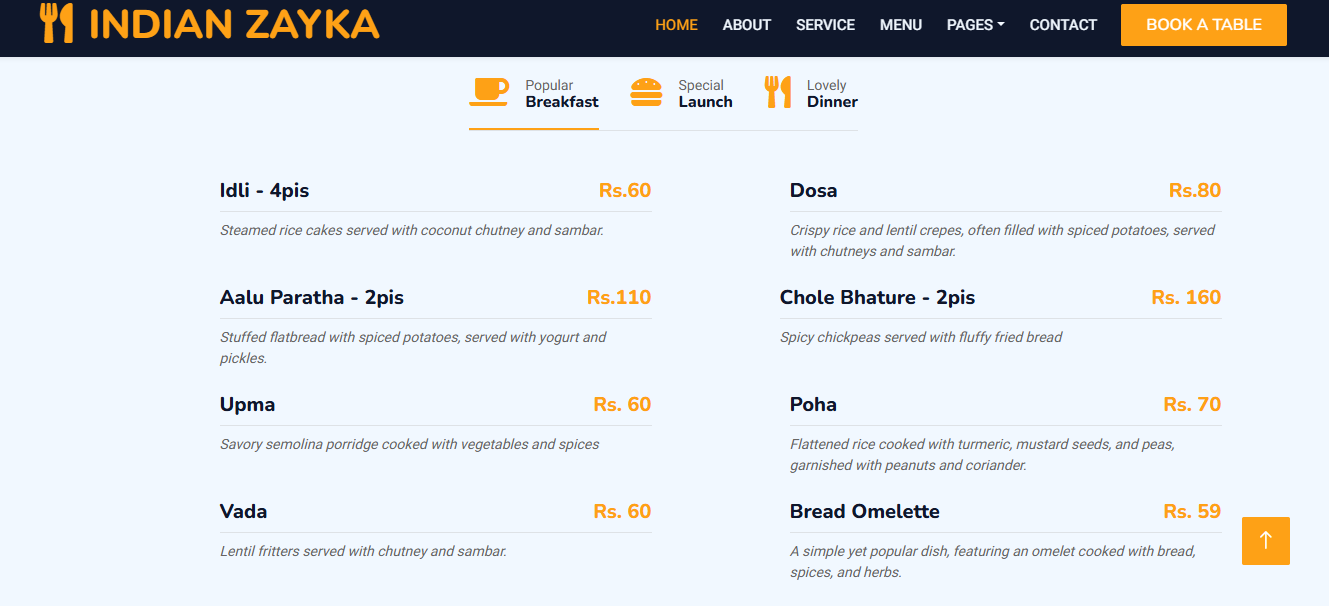 INDIAN ZAYKA
HOME ABOUT SERVICE MENU PAGES CONTACT BOOK A TABLE
Popular
Breakfast
Special
Launch
Lovely
Dinner
Idli - 4pis Rs.60
Steamed rice cakes served with coconut chutney and sambar.
Dosa Rs.80
Crispy rice and lentil crepes, often filled with spiced potatoes, served
with chutneys and sambar.
Aalu Paratha - 2pis Rs.110
Stuffed flatbread with spiced potatoes, served with yogurt and
pickles.
Chole Bhature - 2pis Rs. 160
Spicy chickpeas served with fluffy fried bread
Upma Rs. 60
Savory semolina porridge cooked with vegetables and spices
Poha Rs. 70
Flattened rice cooked with turmeric, mustard seeds, and peas,
garnished with peanuts and coriander.
Vada Rs. 60
Lentil fritters served with chutney and sambar.
Bread Omelette Rs. 59
A simple yet popular dish, featuring an omelet cooked with bread,
spices, and herbs.